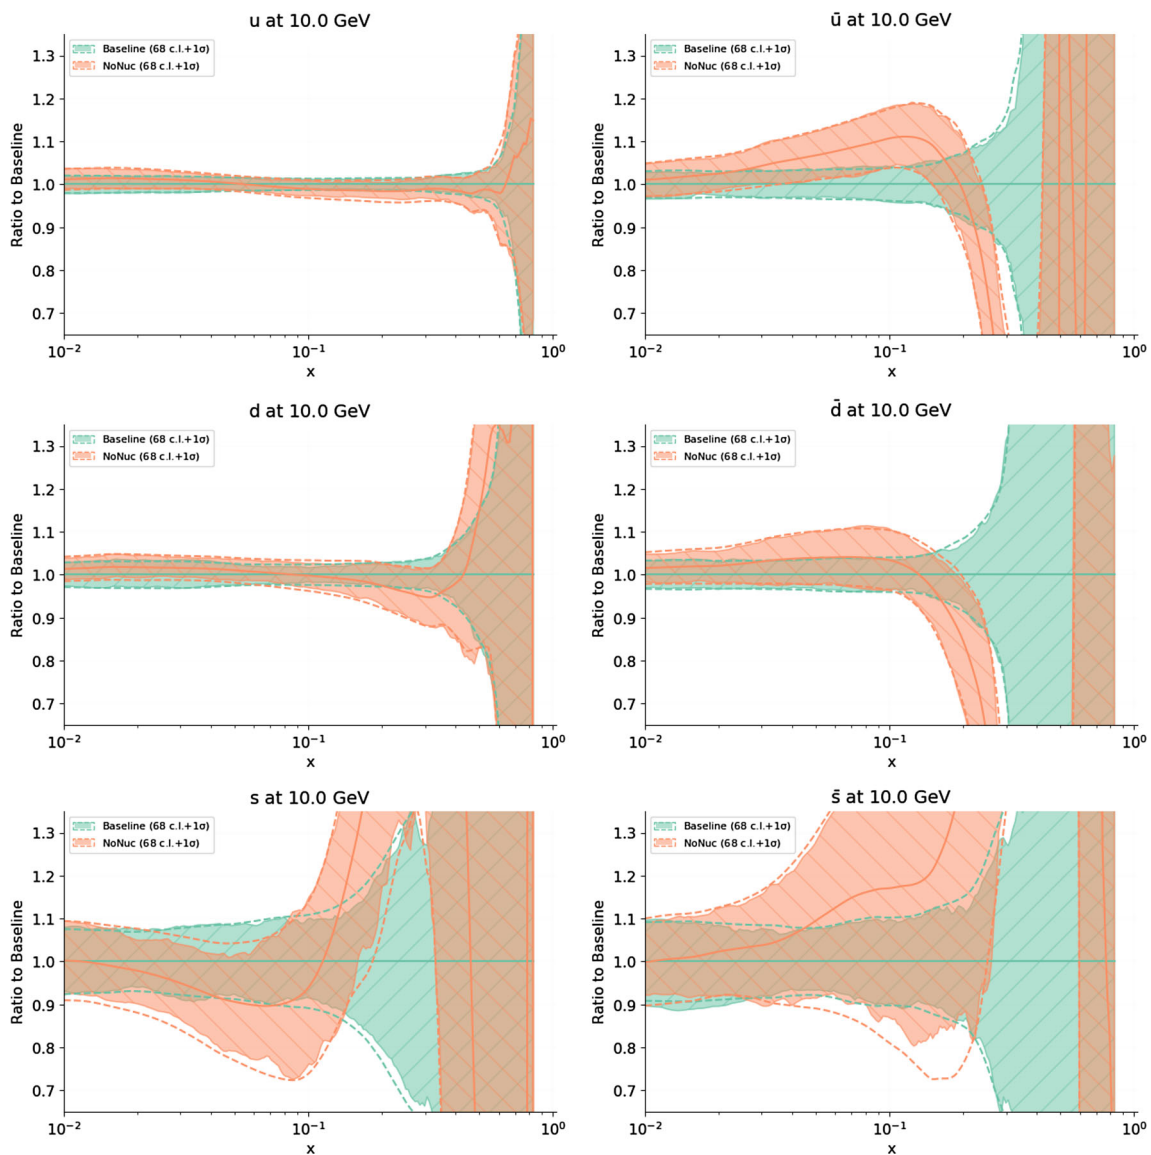 u at 10.0 GeV
Baseline (68 c.l.+1σ)
NoNuc (68 c.l.+1σ)
Ratio to Baseline
1.3
1.2
1.1
1.0
0.9
0.8
0.7
10⁻²
10⁻¹
10⁰
x
ū at 10.0 GeV
Baseline (68 c.l.+1σ)
NoNuc (68 c.l.+1σ)
Ratio to Baseline
1.3
1.2
1.1
1.0
0.9
0.8
0.7
10⁻²
10⁻¹
10⁰
x
d at 10.0 GeV
Baseline (68 c.l.+1σ)
NoNuc (68 c.l.+1σ)
Ratio to Baseline
1.3
1.2
1.1
1.0
0.9
0.8
0.7
10⁻²
10⁻¹
10⁰
x
d̄ at 10.0 GeV
Baseline (68 c.l.+1σ)
NoNuc (68 c.l.+1σ)
Ratio to Baseline
1.3
1.2
1.1
1.0
0.9
0.8
0.7
10⁻²
10⁻¹
10⁰
x
s at 10.0 GeV
Baseline (68 c.l.+1σ)
NoNuc (68 c.l.+1σ)
Ratio to Baseline
1.3
1.2
1.1
1.0
0.9
0.8
0.7
10⁻²
10⁻¹
10⁰
x
s̄ at 10.0 GeV
Baseline (68 c.l.+1σ)
NoNuc (68 c.l.+1σ)
Ratio to Baseline
1.3
1.2
1.1
1.0
0.9
0.8
0.7
10⁻²
10⁻¹
10⁰
x